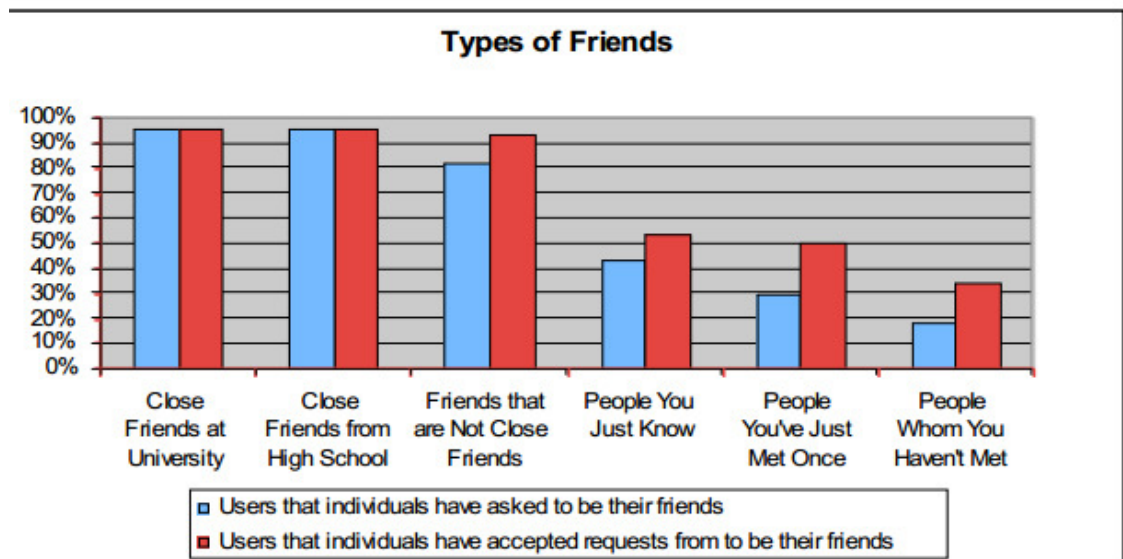 Types of Friends
100%
90%
80%
70%
60%
50%
40%
30%
20%
10%
0%
Close
Friends at
University
Close
Friends from
High School
Friends that
are Not Close
Friends
People You
Just Know
People
You've Just
Met Once
People
Whom You
Haven't Met
Users that individuals have asked to be their friends
Users that individuals have accepted requests from to be their friends